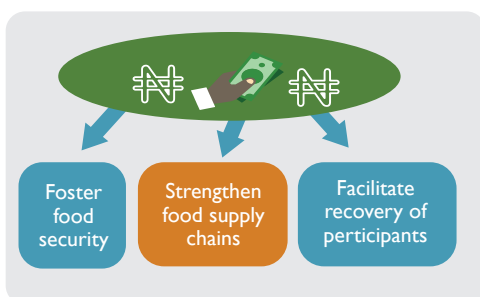 ₦ ₦
Foster
food
security
Strengthen
food supply
chains
Facilitate
recovery of
perticipants